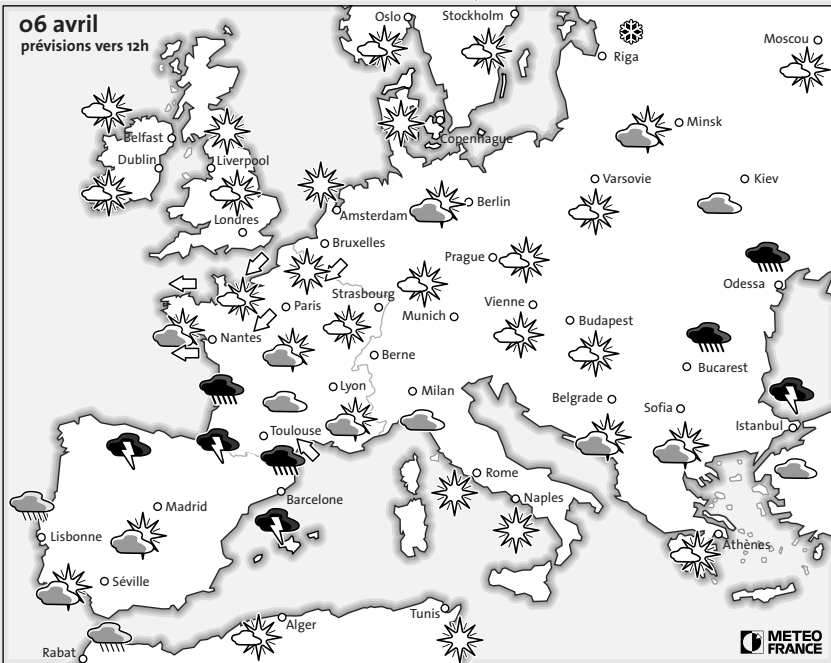 06 avril
prévisions vers 12h
Oslo
Stockholm
Riga
Moscou
Belfast
Copenhague
Minsk
Dublin
Liverpool
Varsovie
Kiev
Londres
Amsterdam
Berlin
Bruxelles
Prague
Odessa
Paris
Strasbourg
Munich
Vienne
Budapest
Nantes
Berne
Bucarest
Lyon
Milan
Belgrade
Sofia
Istanbul
Toulouse
Rome
Naples
Barcelone
Madrid
Lisbonne
Athènes
Séville
Alger
Tunis
Rabat
METEO
FRANCE